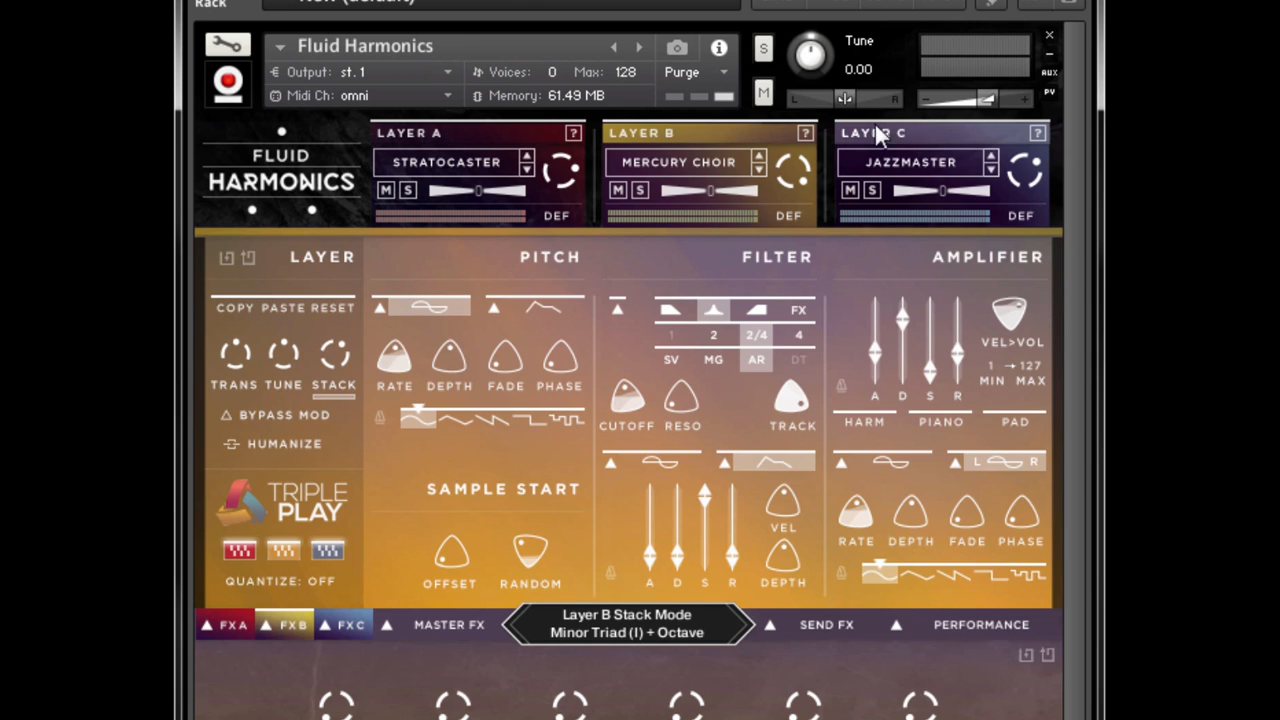 Rack New (default)
Fluid Harmonics
S
Tune
Output: st. 1 Voices: 0 Max: 128 Purge
0.00
Midi Ch: omni Memory: 61.49 MB
M
L R
AUX
PV
LAYER A ? LAYER B ? LAYER C ?
FLUID
HARMONICS
STRATOCASTER MERCURY CHOIR JAZZMASTER
M S M S M S
DEF DEF DEF
LAYER PITCH FILTER AMPLIFIER
COPY PASTE RESET
FX
1 2 2/4 4
SV MG AR DT
VEL>VOL
1 → 127
MIN MAX
TRANS TUNE STACK
RATE DEPTH FADE PHASE
A D S R
BYPASS MOD
HUMANIZE
CUTOFF RESO TRACK
HARM PIANO PAD
L R
SAMPLE START
TRIPLE
PLAY
VEL
RATE DEPTH FADE PHASE
OFFSET RANDOM
A D S R DEPTH
QUANTIZE: OFF
FX A FX B FX C MASTER FX
Layer B Stack Mode
Minor Triad (I) + Octave
SEND FX PERFORMANCE